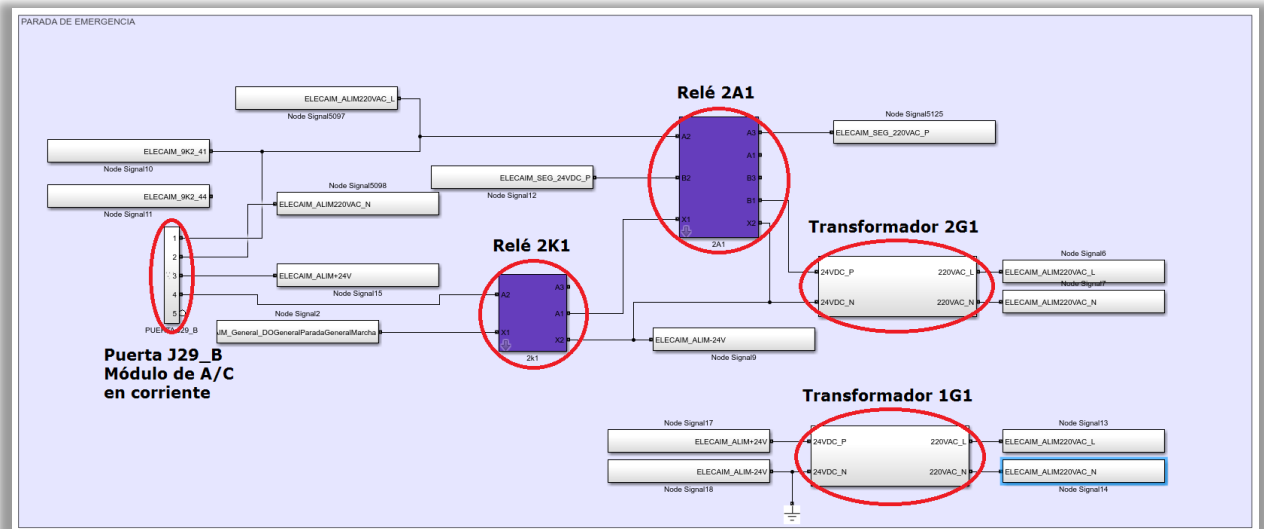 PARADA DE EMERGENCIA
Relé 2A1
ELECAIM_ALIM220VAC_L
Node Signal5097
Node Signal5125
A2
A3
ELECAIM_SEG_220VAC_P
ELECAIM_9K2_41
Node Signal10
A1
ELECAIM_SEG_24VDC_P
Node Signal12
B2
B3
ELECAIM_9K2_44
Node Signal11
Node Signal5098
ELECAIM_ALIM220VAC_N
B1
X1
X2
2A1
Transformador 2G1
1
2
3
4
5
PUERTA J29_B
Relé 2K1
Node Signal6
24VDC_P
220VAC_L
ELECAIM_ALIM220VAC_L
Node Signal7
24VDC_N
220VAC_N
ELECAIM_ALIM220VAC_N
ELECAIM_ALIM+24V
Node Signal15
A2
A3
A1
Node Signal2
IM_General_DOGeneralParadaGeneralMarcha
X1
X2
2k1
ELECAIM_ALIM-24V
Node Signal9
Puerta J29_B
Módulo de A/C
en corriente
Transformador 1G1
Node Signal17
Node Signal13
ELECAIM_ALIM+24V
24VDC_P
220VAC_L
ELECAIM_ALIM220VAC_L
ELECAIM_ALIM-24V
24VDC_N
220VAC_N
ELECAIM_ALIM220VAC_N
Node Signal18
Node Signal14